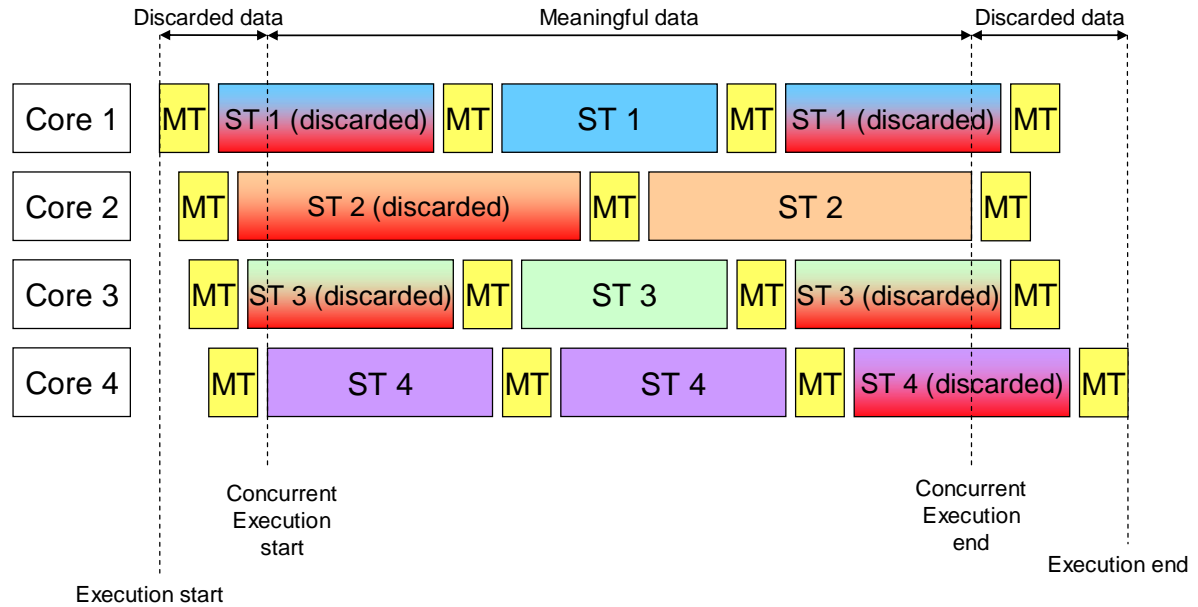 Discarded data Meaningful data Discarded data
Core 1 MT ST 1 (discarded) MT ST 1 MT ST 1 (discarded) MT
Core 2 MT ST 2 (discarded) MT ST 2 MT
Core 3 MT ST 3 (discarded) MT ST 3 MT ST 3 (discarded) MT
Core 4 MT ST 4 MT ST 4 MT ST 4 (discarded) MT
Concurrent
Execution
start
Concurrent
Execution
end
Execution start
Execution end